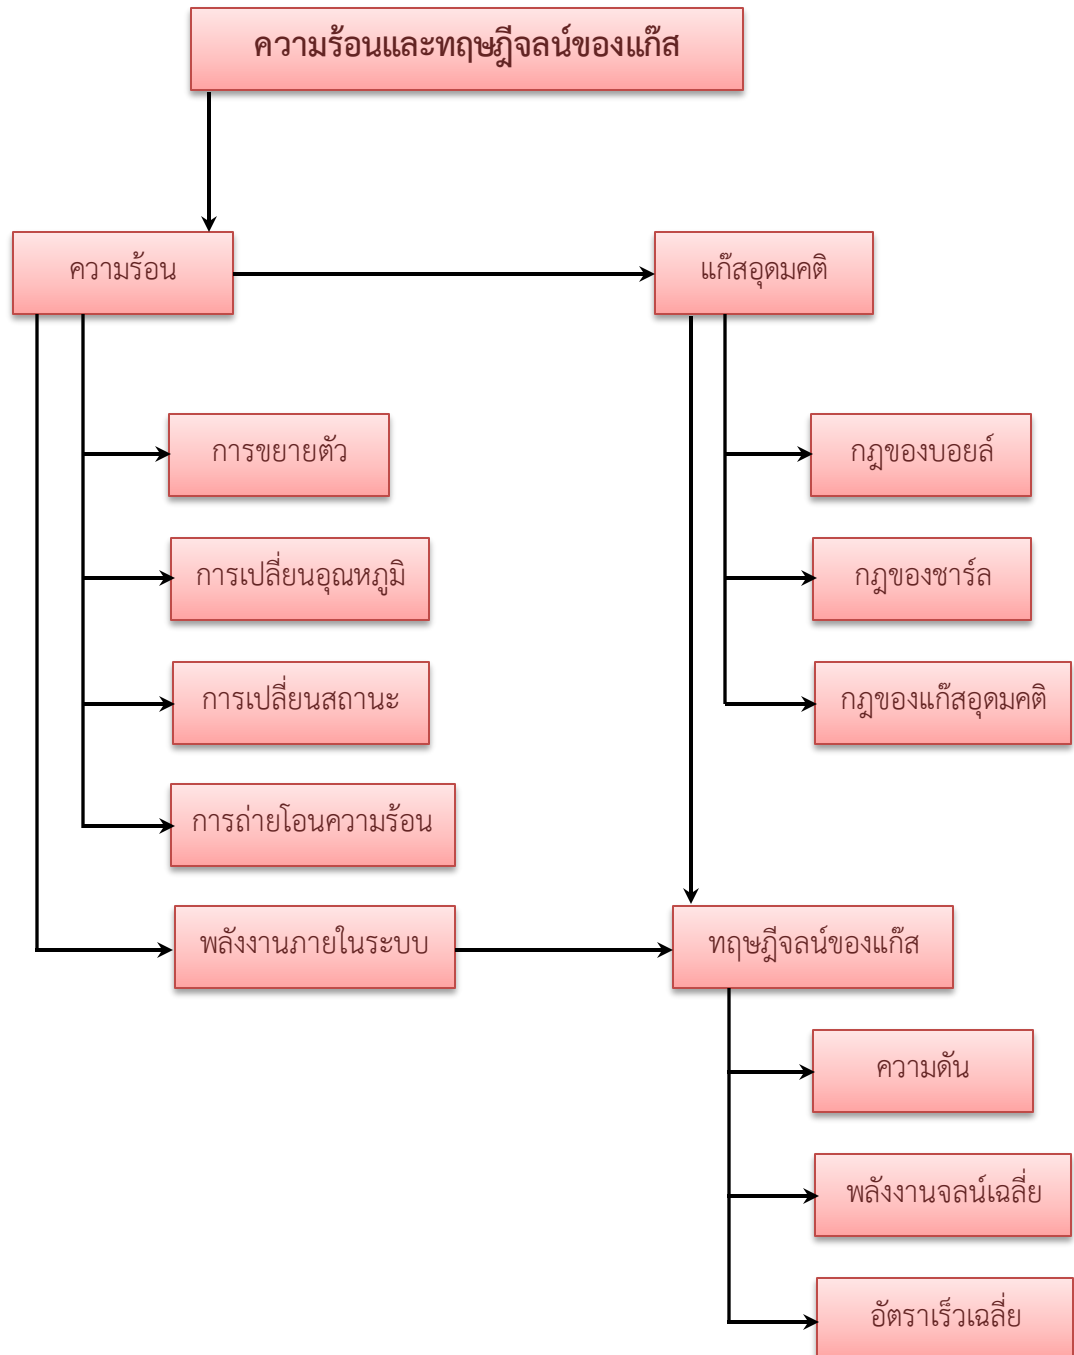 ความร้อนและทฤษฎีจลน์ของแก๊ส
ความร้อน
แก๊สอุดมคติ
การขยายตัว
กฎของบอยล์
การเปลี่ยนอุณหภูมิ
กฎของชาร์ล
การเปลี่ยนสถานะ
กฎของแก๊สอุดมคติ
การถ่ายโอนความร้อน
พลังงานภายในระบบ
ทฤษฎีจลน์ของแก๊ส
ความดัน
พลังงานจลน์เฉลี่ย
อัตราเร็วเฉลี่ย